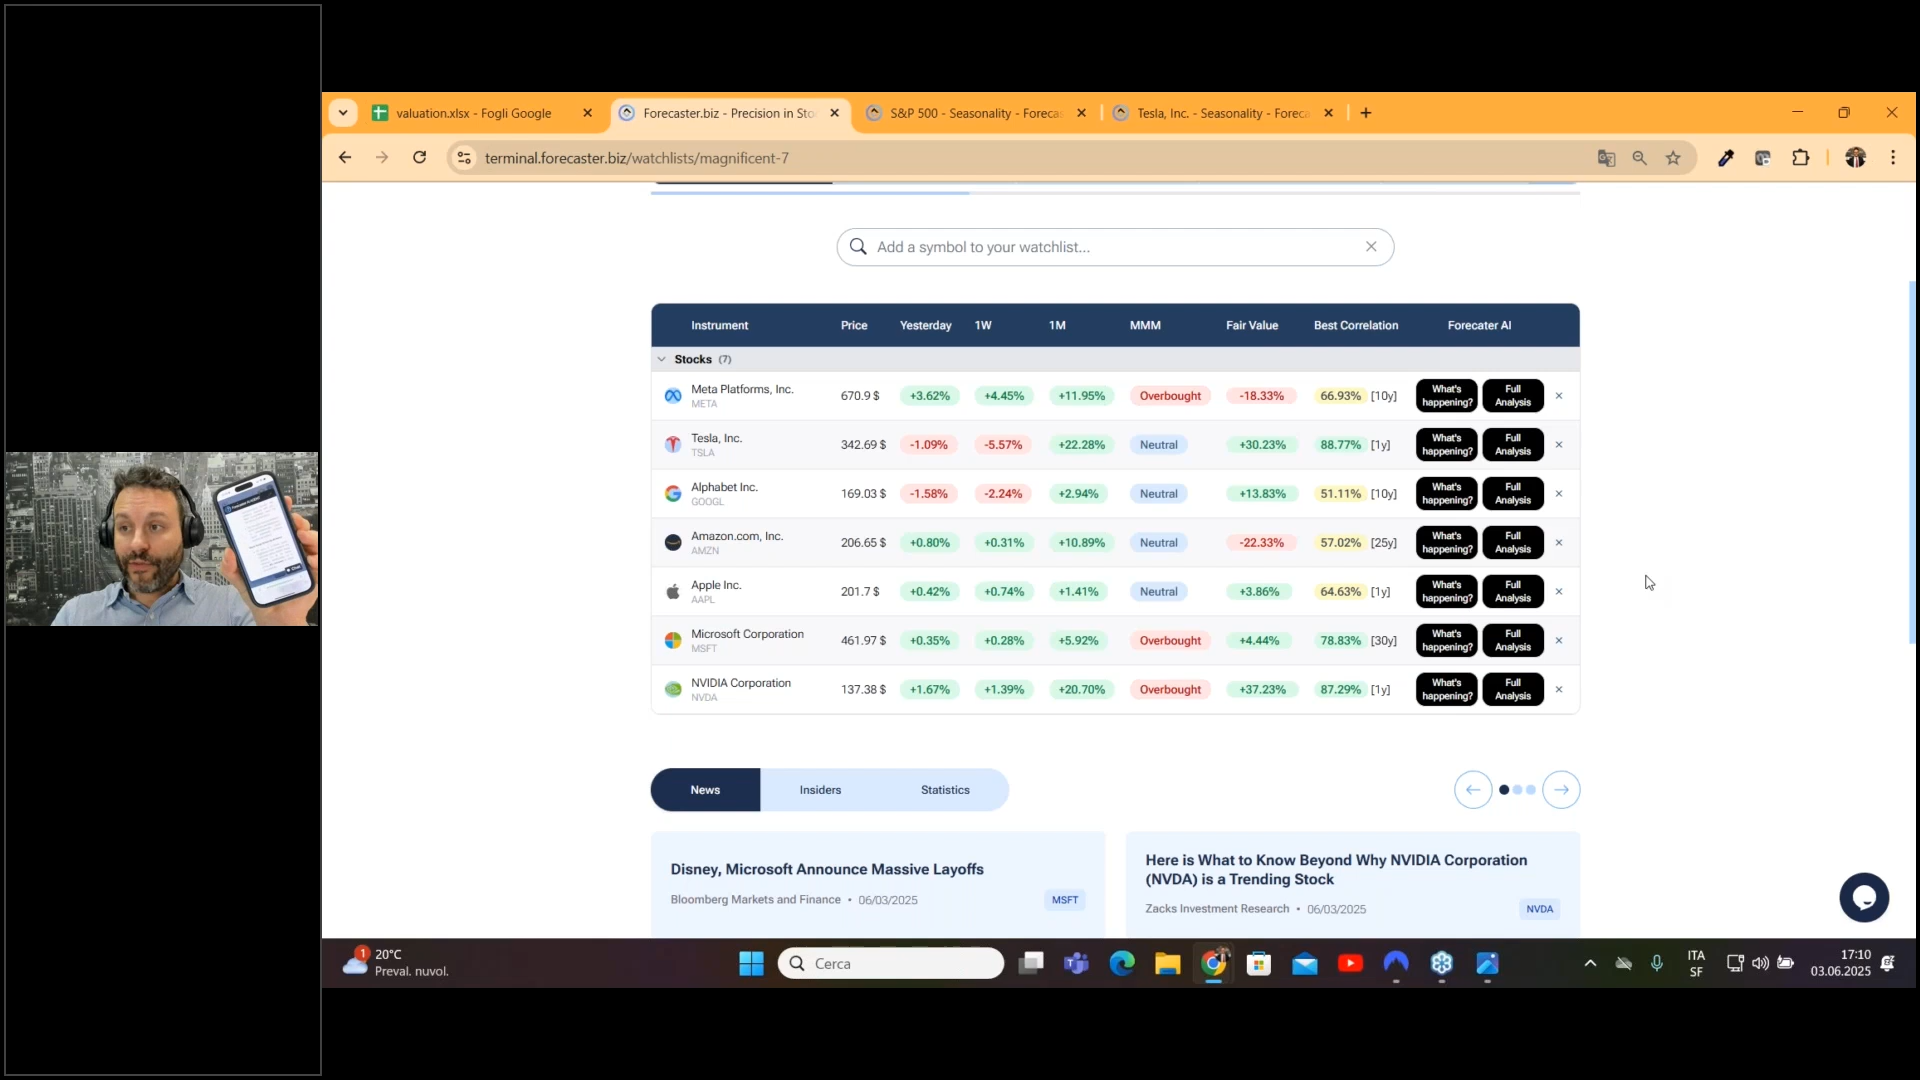 valuation.xlsx - Fogli Google
Forecaster.biz - Precision in Sto
S&P 500 - Seasonality - Foreca
Tesla, Inc. - Seasonality - Foreca
terminal.forecaster.biz/watchlists/magnificent-7
Add a symbol to your watchlist...
Instrument Price Yesterday 1W 1M MMM Fair Value Best Correlation Forecater AI
Stocks (7)
Meta Platforms, Inc. META 670.9 $ +3.62% +4.45% +11.95% Overbought -18.33% 66.93% [10y] What's happening? Full Analysis
Tesla, Inc. TSLA 342.69 $ -1.09% -5.57% +22.28% Neutral +30.23% 88.77% [1y] What's happening? Full Analysis
Alphabet Inc. GOOGL 169.03 $ -1.58% -2.24% +2.94% Neutral +13.83% 51.11% [10y] What's happening? Full Analysis
Amazon.com, Inc. AMZN 206.65 $ +0.80% +0.31% +10.89% Neutral -22.33% 57.02% [25y] What's happening? Full Analysis
Apple Inc. AAPL 201.7 $ +0.42% +0.74% +1.41% Neutral +3.86% 64.63% [1y] What's happening? Full Analysis
Microsoft Corporation MSFT 461.97 $ +0.35% +0.28% +5.92% Overbought +4.44% 78.83% [30y] What's happening? Full Analysis
NVIDIA Corporation NVDA 137.38 $ +1.67% +1.39% +20.70% Overbought +37.23% 87.29% [1y] What's happening? Full Analysis
News Insiders Statistics
Disney, Microsoft Announce Massive Layoffs
Bloomberg Markets and Finance • 06/03/2025 MSFT
Here is What to Know Beyond Why NVIDIA Corporation
(NVDA) is a Trending Stock
Zacks Investment Research • 06/03/2025 NVDA
1
20°C
Preval. nuvol.
Cerca
ITA
SF
17:10
03.06.2025